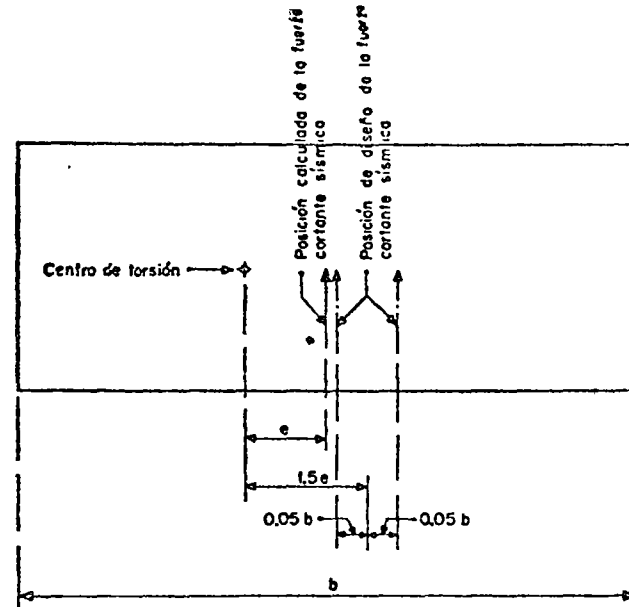 Posición calculada de la fuerza
cortante sísmica
Posición de diseño de la fuerza
cortante sísmica
Centro de torsión
e
1.5 e
0.05 b
0.05 b
b